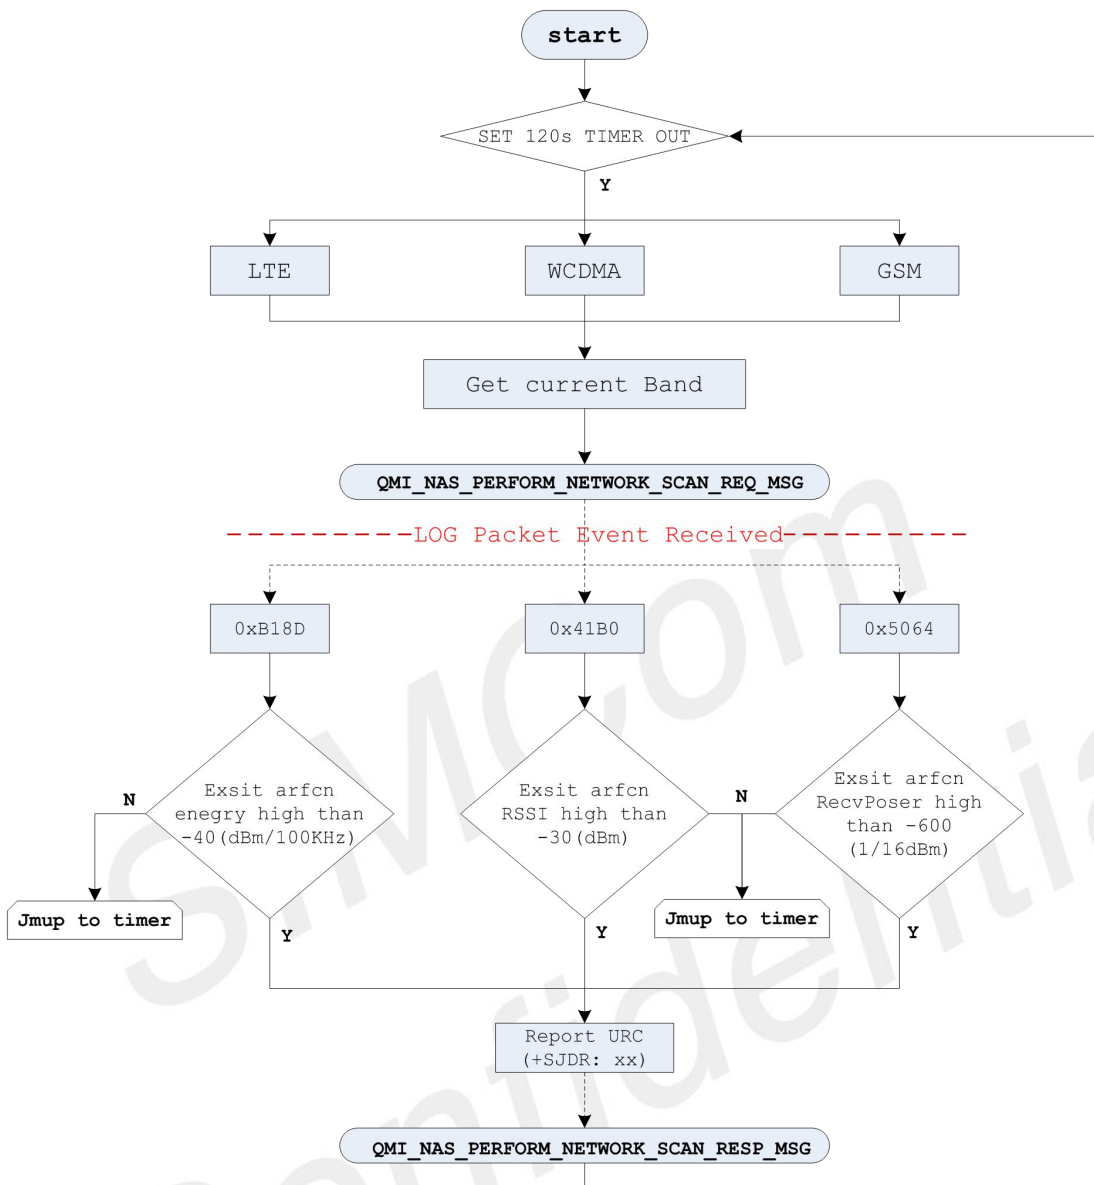 start
SET 120s TIMER OUT
Y
LTE
WCDMA
GSM
Get current Band
QMI_NAS_PERFORM_NETWORK_SCAN_REQ_MSG
LOG Packet Event Received
0xB18D
0x41B0
0x5064
Exsit arfcn
enegry high than
-40(dBm/100KHz)
N
Exsit arfcn
RSSI high than
-30(dBm)
N
Exsit arfcn
RecvPoser high
than -600
(1/16dBm)
Jmup to timer
Jmup to timer
Y
Y
Y
Report URC
(+SJDR: xx)
QMI_NAS_PERFORM_NETWORK_SCAN_RESP_MSG
SIMCom
Confidential